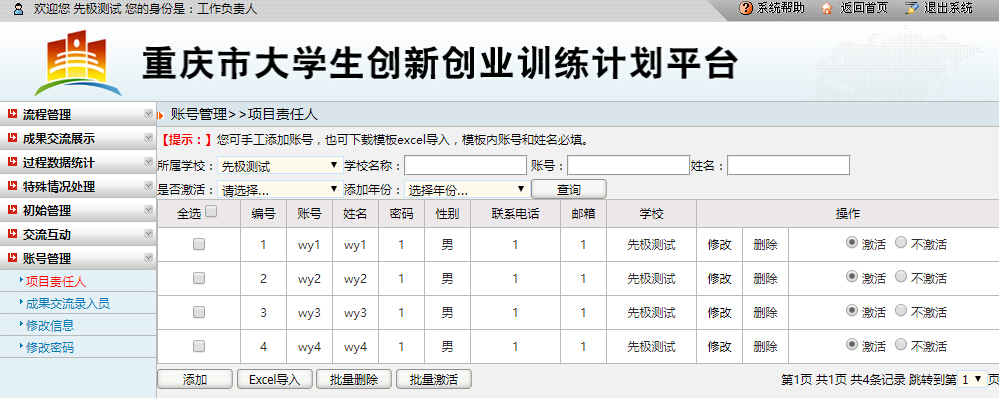 欢迎您 先极测试 您的身份是：工作负责人 系统帮助 返回首页 退出系统
重庆市大学生创新创业训练计划平台
流程管理
成果交流展示
过程数据统计
特殊情况处理
初始管理
交流互动
账号管理
项目责任人
成果交流录入员
修改信息
修改密码
账号管理>>项目责任人
【提示：】您可手工添加账号，也可下载模板excel导入，模板内账号和姓名必填。
所属学校： 先极测试 学校名称： 账号： 姓名：
是否激活： 请选择... 添加年份： 选择年份... 查询
全选 编号 账号 姓名 密码 性别 联系电话 邮箱 学校 操作
1 wy1 wy1 1 男 1 1 先极测试 修改 删除 激活 不激活
2 wy2 wy2 1 男 1 1 先极测试 修改 删除 激活 不激活
3 wy3 wy3 1 男 1 1 先极测试 修改 删除 激活 不激活
4 wy4 wy4 1 男 1 1 先极测试 修改 删除 激活 不激活
添加 Excel导入 批量删除 批量激活 第1页 共1页 共4条记录 跳转到第 1 页